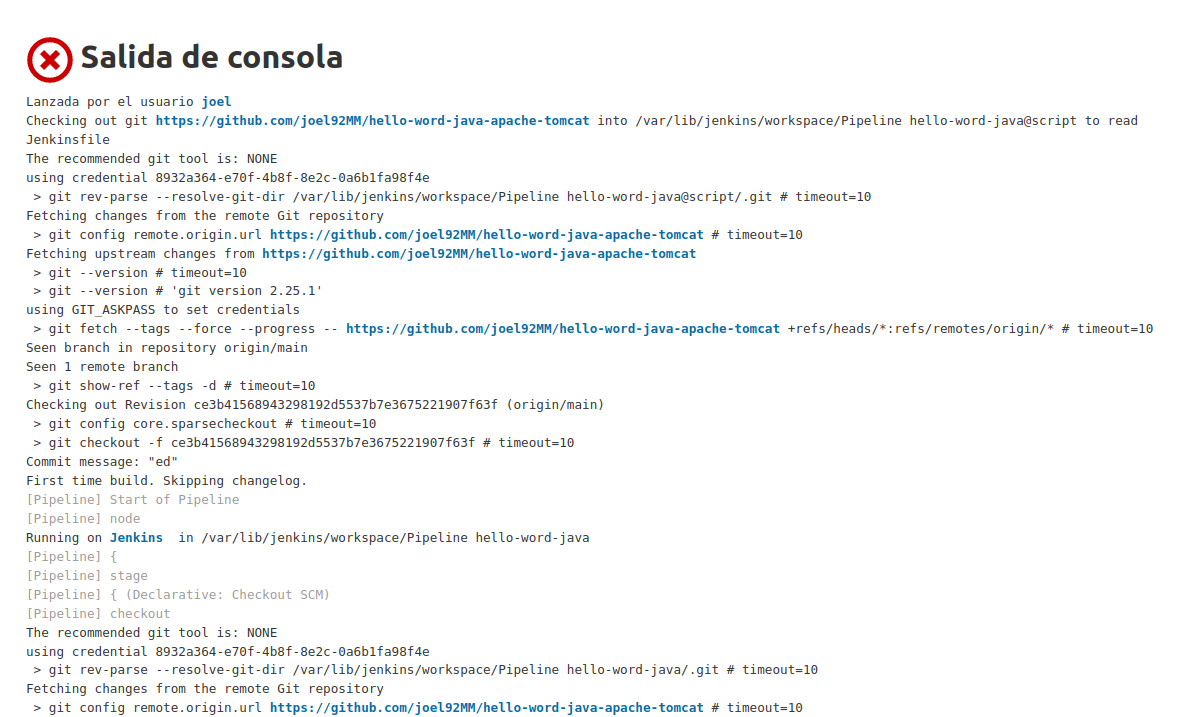 Salida de consola
Lanzada por el usuario joel
Checking out git https://github.com/joel92MM/hello-word-java-apache-tomcat into /var/lib/jenkins/workspace/Pipeline hello-word-java@script to read
Jenkinsfile
The recommended git tool is: NONE
using credential 8932a364-e70f-4b8f-8e2c-0a6b1fa98f4e
 > git rev-parse --resolve-git-dir /var/lib/jenkins/workspace/Pipeline hello-word-java@script/.git # timeout=10
Fetching changes from the remote Git repository
 > git config remote.origin.url https://github.com/joel92MM/hello-word-java-apache-tomcat # timeout=10
Fetching upstream changes from https://github.com/joel92MM/hello-word-java-apache-tomcat
 > git --version # timeout=10
 > git --version # 'git version 2.25.1'
using GIT_ASKPASS to set credentials
 > git fetch --tags --force --progress -- https://github.com/joel92MM/hello-word-java-apache-tomcat +refs/heads/*:refs/remotes/origin/* # timeout=10
Seen branch in repository origin/main
Seen 1 remote branch
 > git show-ref --tags -d # timeout=10
Checking out Revision ce3b41568943298192d5537b7e3675221907f63f (origin/main)
 > git config core.sparsecheckout # timeout=10
 > git checkout -f ce3b41568943298192d5537b7e3675221907f63f # timeout=10
Commit message: "ed"
First time build. Skipping changelog.
[Pipeline] Start of Pipeline
[Pipeline] node
Running on Jenkins  in /var/lib/jenkins/workspace/Pipeline hello-word-java
[Pipeline] {
[Pipeline] stage
[Pipeline] { (Declarative: Checkout SCM)
[Pipeline] checkout
The recommended git tool is: NONE
using credential 8932a364-e70f-4b8f-8e2c-0a6b1fa98f4e
 > git rev-parse --resolve-git-dir /var/lib/jenkins/workspace/Pipeline hello-word-java/.git # timeout=10
Fetching changes from the remote Git repository
 > git config remote.origin.url https://github.com/joel92MM/hello-word-java-apache-tomcat # timeout=10